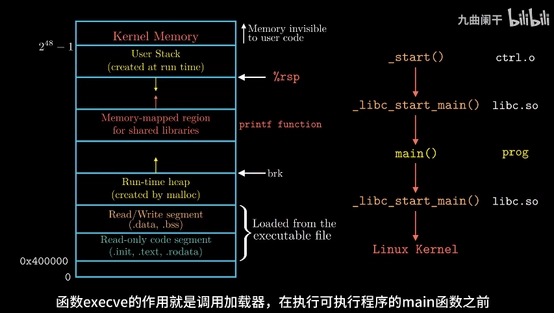 九曲阑干 bilibili
Kernel Memory
Memory invisible
to user code
2^48 − 1
User Stack
(created at run time)
%rsp
Memory-mapped region
for shared libraries
printf function
brk
Run-time heap
(created by malloc)
Read/Write segment
(.data, .bss)
Read-only code segment
(.init, .text, .rodata)
Loaded from the
executable file
0x400000
0
_start()
ctrl.o
_libc_start_main()
libc.so
main()
prog
_libc_start_main()
libc.so
Linux Kernel
函数execve的作用就是调用加载器，在执行可执行程序的main函数之前